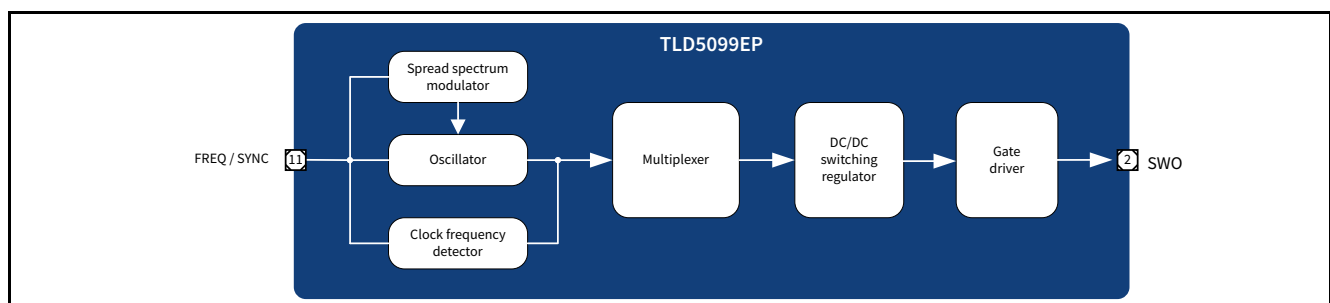 TLD5099EP
Spread spectrum
modulator
FREQ / SYNC
11
Oscillator
Clock frequency
detector
Multiplexer
DC/DC
switching
regulator
Gate
driver
2
SWO